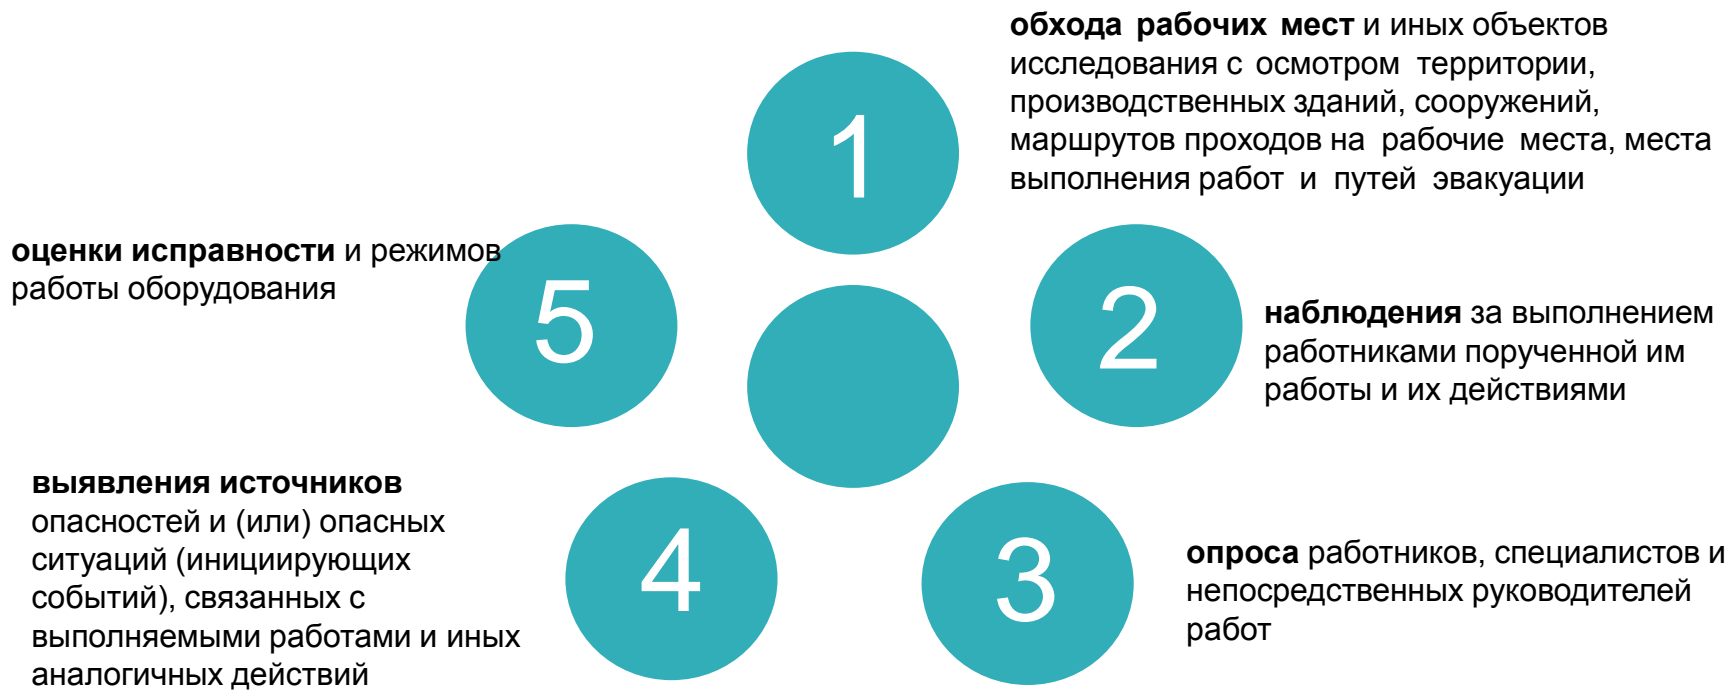 1
обхода рабочих мест и иных объектов
исследования с осмотром территории,
производственных зданий, сооружений,
маршрутов проходов на рабочие места, места
выполнения работ и путей эвакуации
2
наблюдения за выполнением
работниками порученной им
работы и их действиями
3
опроса работников, специалистов и
непосредственных руководителей
работ
4
выявления источников
опасностей и (или) опасных
ситуаций (инициирующих
событий), связанных с
выполняемыми работами и иных
аналогичных действий
5
оценки исправности и режимов
работы оборудования